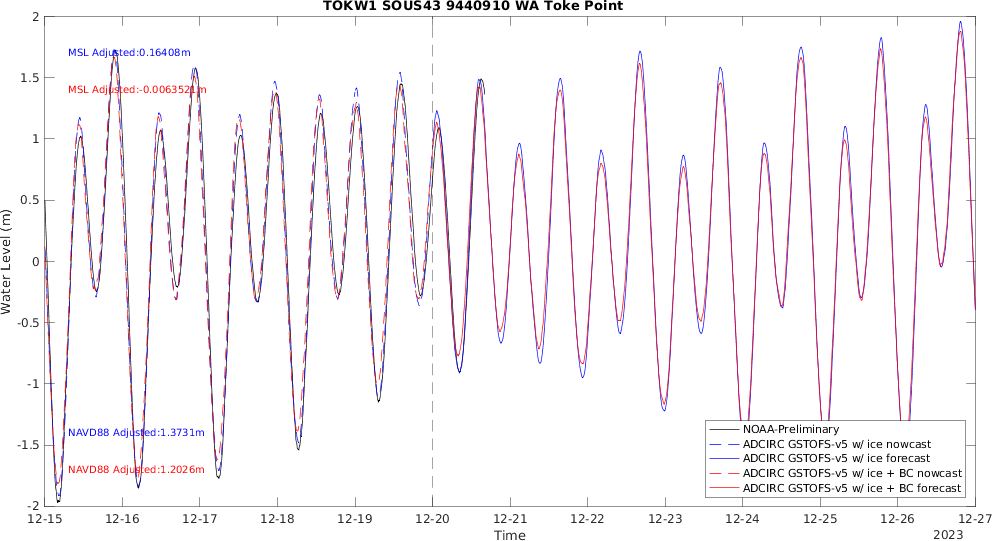 TOKW1 SOUS43 9440910 WA Toke Point
2
1.5
1
0.5
0
-0.5
-1
-1.5
-2
Water Level (m)
MSL Adjusted:0.16408m
MSL Adjusted:-0.0063521m
NAVD88 Adjusted:1.3731m
NAVD88 Adjusted:1.2026m
NOAA-Preliminary
ADCIRC GSTOFS-v5 w/ ice nowcast
ADCIRC GSTOFS-v5 w/ ice forecast
ADCIRC GSTOFS-v5 w/ ice + BC nowcast
ADCIRC GSTOFS-v5 w/ ice + BC forecast
12-15 12-16 12-17 12-18 12-19 12-20 12-21 12-22 12-23 12-24 12-25 12-26 12-27
Time
2023